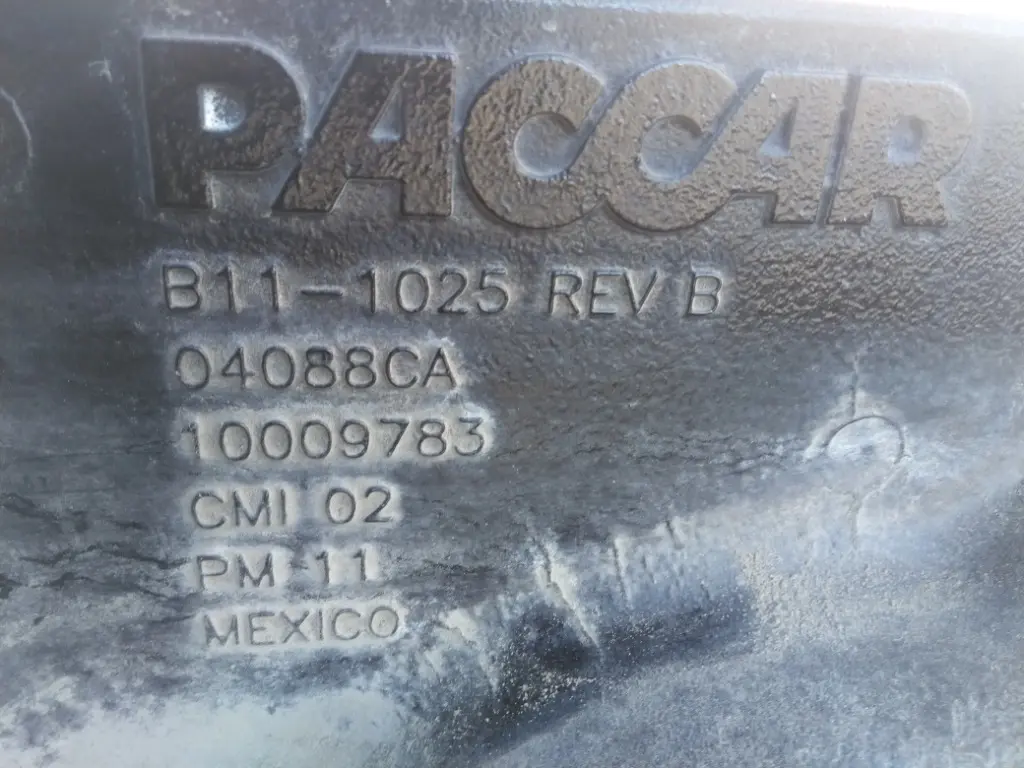 PACCAR
B11-1025 REV B
04088CA
10009783
CMI 02
PM 11
MEXICO